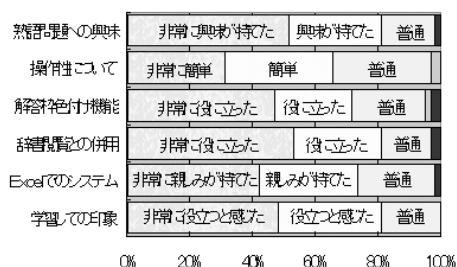 熟語問題への興味 非常に興味が持てた 興味が持てた 普通
操作性について 非常に簡単 簡単 普通
解答枠色付け機能 非常に役に立った 役に立った 普通
辞書閲覧との併用 非常に役に立った 役に立った 普通
Excelでのシステム 非常に親しみが持てた 親しみが持てた 普通
学習しての印象 非常に役立つと感じた 役立つと感じた 普通
0% 20% 40% 60% 80% 100%